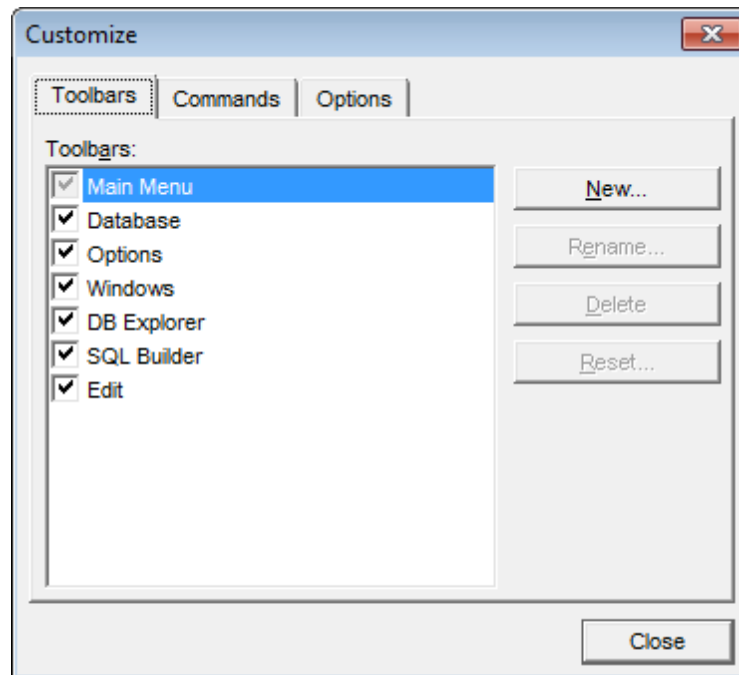 Customize
Toolbars Commands Options
Toolbars:
Main Menu
Database
Options
Windows
DB Explorer
SQL Builder
Edit
New...
Rename...
Delete
Reset...
Close